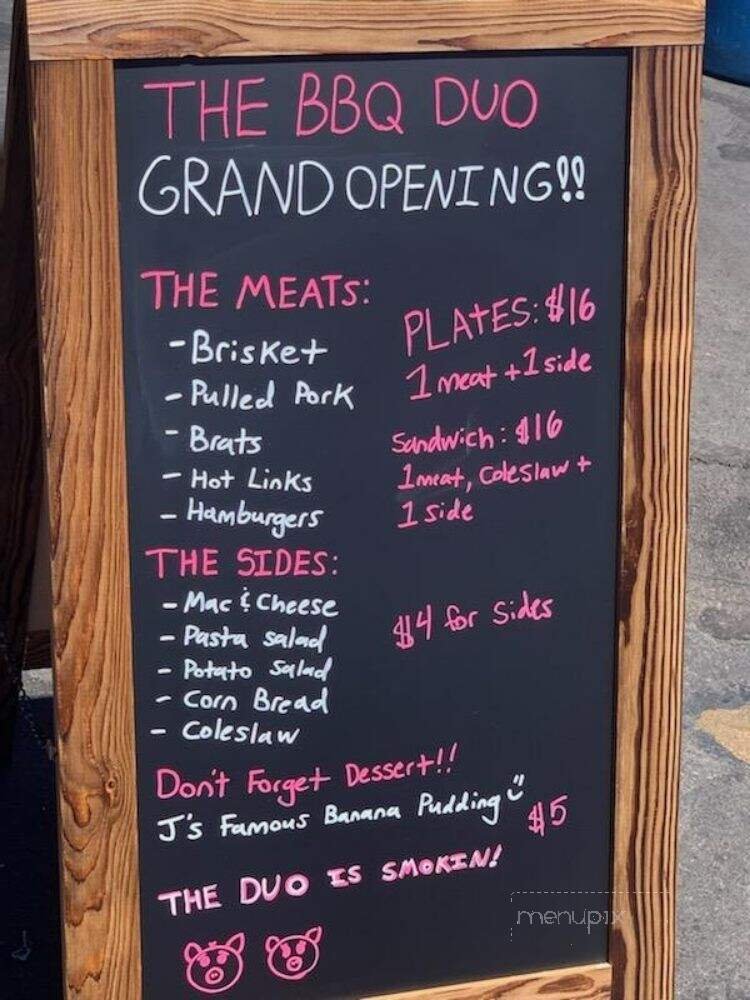 THE BBQ DUO
GRAND OPENING!!
THE MEATS:
- Brisket
- Pulled Pork
- Brats
- Hot Links
- Hamburgers
PLATES: $16
1 meat + 1 side
Sandwich: $16
1 meat, Coleslaw +
1 side
THE SIDES:
- Mac & Cheese
- Pasta salad
- Potato Salad
- Corn Bread
- Coleslaw
$4 for Sides
Don't Forget Dessert!!
J's Famous Banana Pudding
$5
THE DUO IS SMOKIN!
menupix